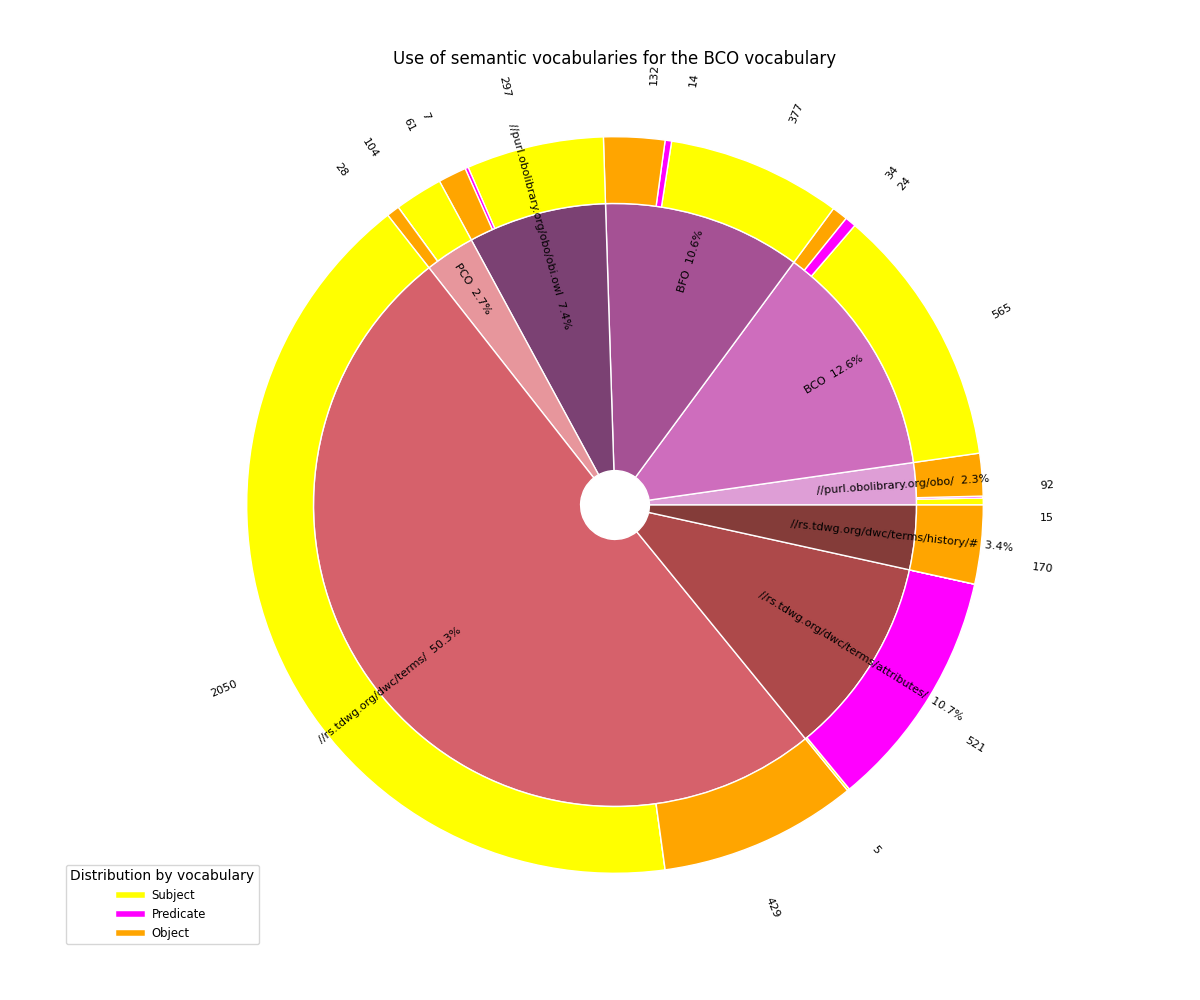 Use of semantic vocabularies for the BCO vocabulary
132
14
297
377
7
61
104
28
34
24
565
92
15
170
521
5
429
2050
//purl.obolibrary.org/obo/ 2.3%
BCO 12.6%
BFO 10.6%
//purl.obolibrary.org/obo/obi.owl 7.4%
PCO 2.7%
//rs.tdwg.org/dwc/terms/ 50.3%
//rs.tdwg.org/dwc/terms/attributes/ 10.7%
//rs.tdwg.org/dwc/terms/history/# 3.4%
Distribution by vocabulary
Subject
Predicate
Object